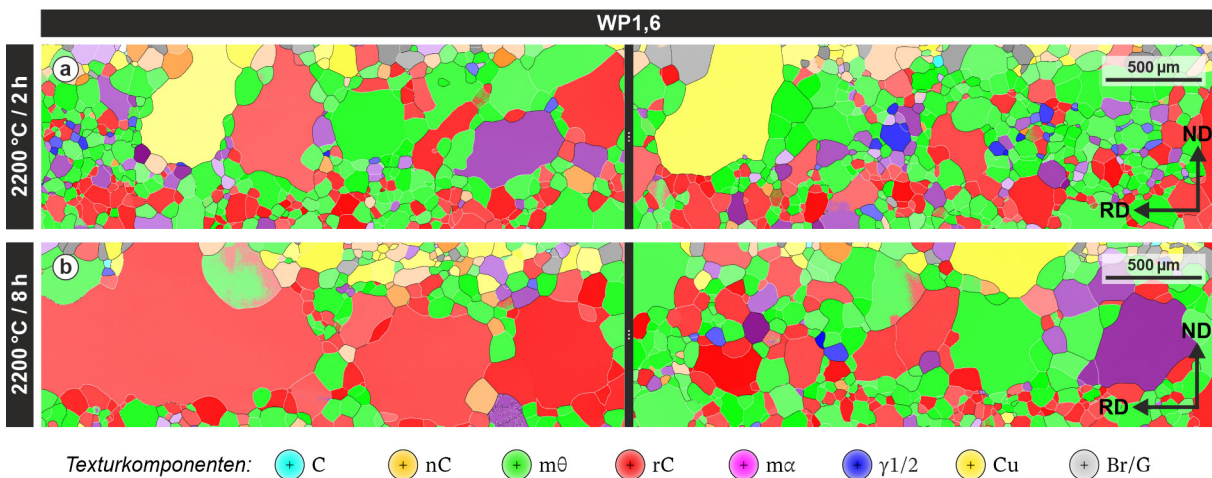 WP1,6
2200 °C / 2 h
a
500 µm
ND
RD
2200 °C / 8 h
b
500 µm
ND
RD
Texturkomponenten: C nC mθ rC mα γ1/2 Cu Br/G